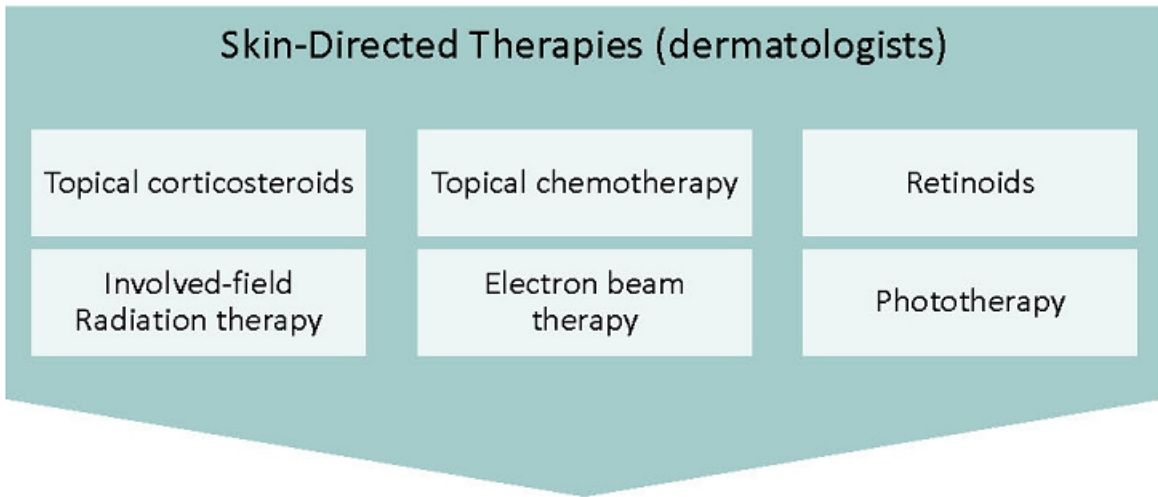 Skin-Directed Therapies (dermatologists)
Topical corticosteroids
Topical chemotherapy
Retinoids
Involved-field
Radiation therapy
Electron beam
therapy
Phototherapy